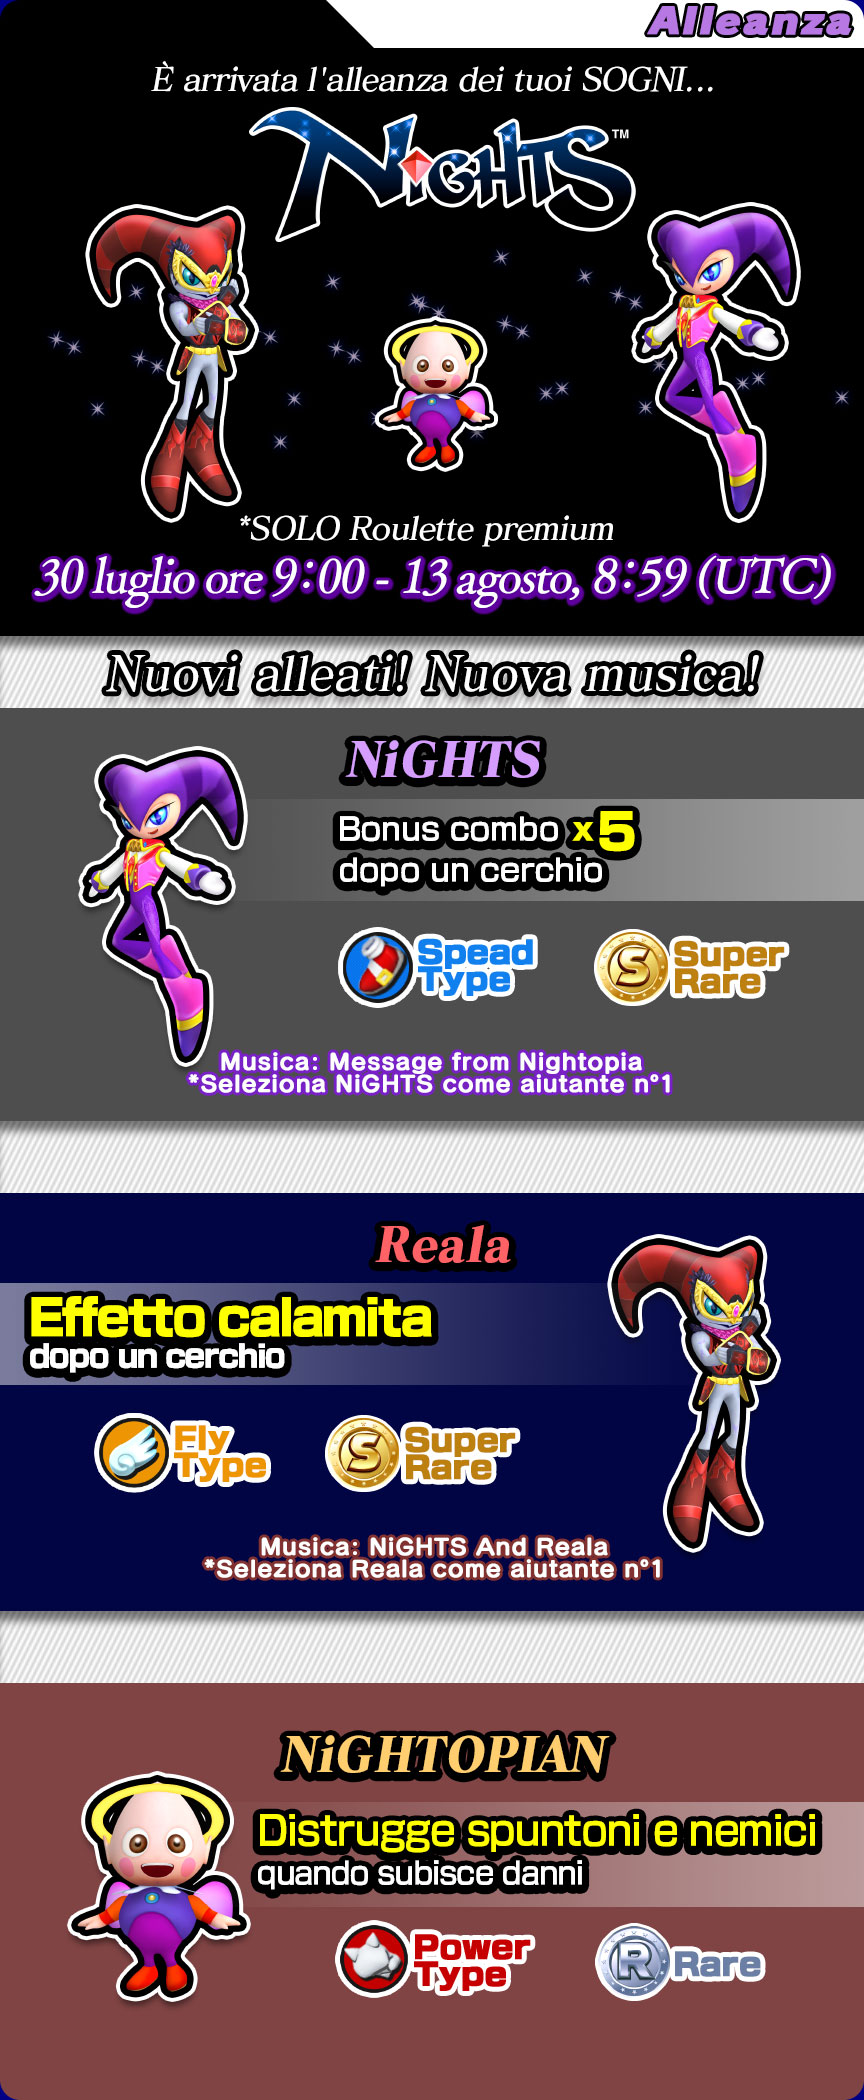 Alleanza
È arrivata l'alleanza dei tuoi SOGNI...
NiGHTS™
*SOLO Roulette premium
30 luglio ore 9:00 - 13 agosto, 8:59 (UTC)
Nuovi alleati! Nuova musica!
NiGHTS
Bonus combo x5
dopo un cerchio
Spead
Type
S
Super
Rare
Musica: Message from Nightopia
*Seleziona NiGHTS come aiutante n°1
Reala
Effetto calamita
dopo un cerchio
Fly
Type
S
Super
Rare
Musica: NiGHTS And Reala
*Seleziona Reala come aiutante n°1
NiGHTOPIAN
Distrugge spuntoni e nemici
quando subisce danni
Power
Type
R
Rare